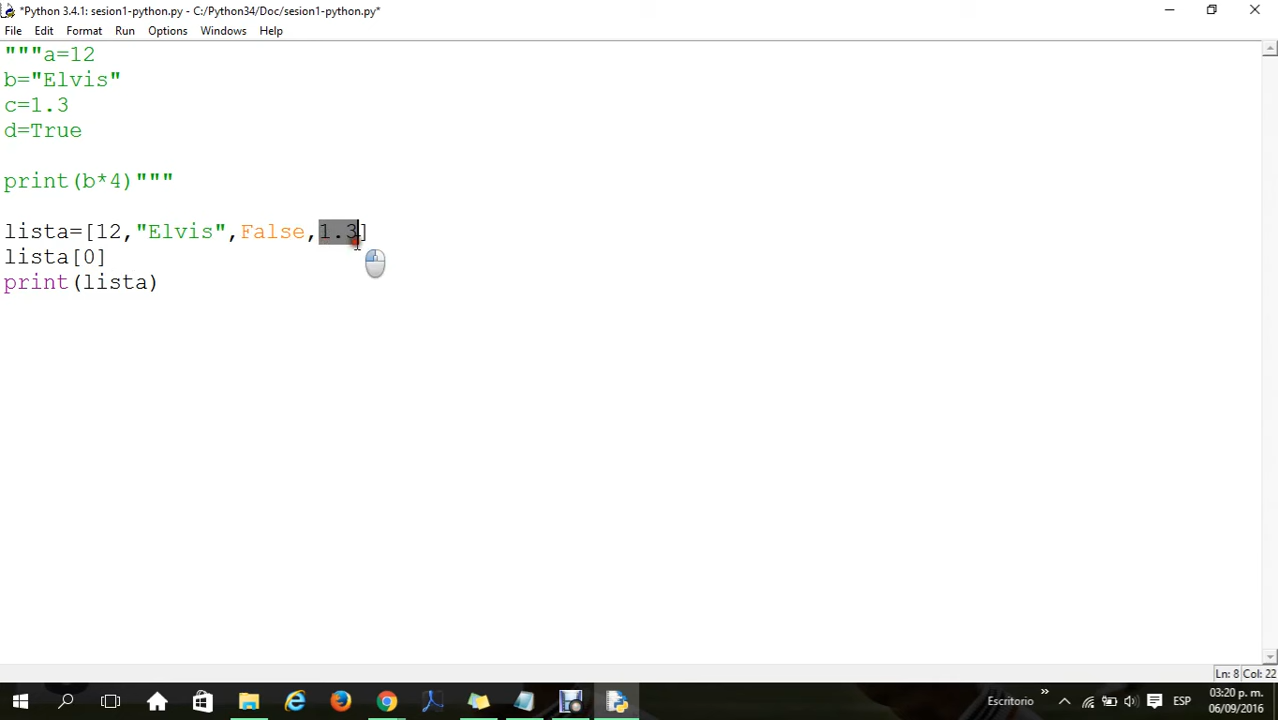 *Python 3.4.1: sesion1-python.py - C:/Python34/Doc/sesion1-python.py*
File Edit Format Run Options Windows Help
"""a=12
b="Elvis"
c=1.3
d=True
print(b*4)"""
lista=[12,"Elvis",False,1.3]
lista[0]
print(lista)
Ln: 8 Col: 22
Escritorio
ESP
03:20 p. m.
06/09/2016